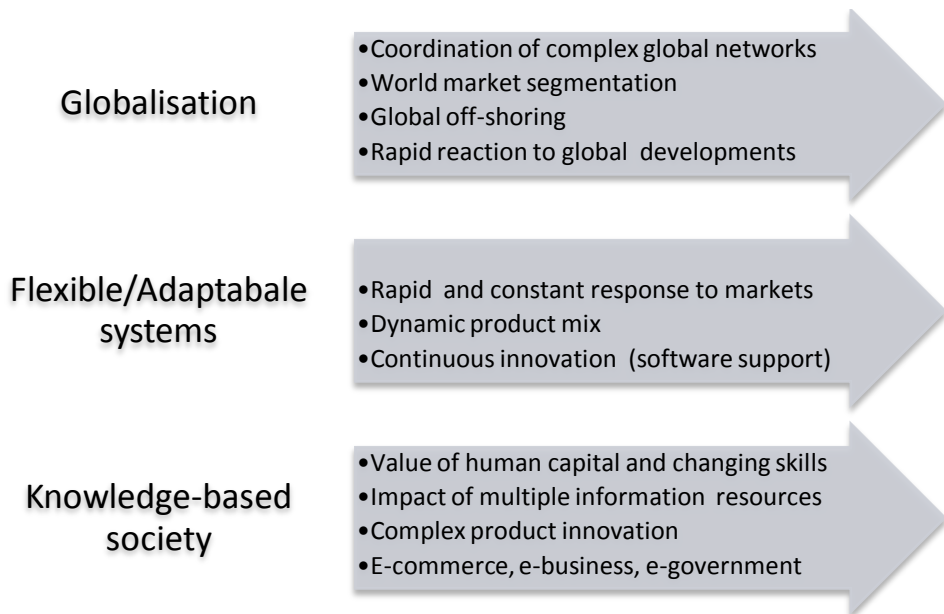 Globalisation
•Coordination of complex global networks
•World market segmentation
•Global off-shoring
•Rapid reaction to global developments
Flexible/Adaptabale
systems
•Rapid and constant response to markets
•Dynamic product mix
•Continuous innovation (software support)
Knowledge-based
society
•Value of human capital and changing skills
•Impact of multiple information resources
•Complex product innovation
•E-commerce, e-business, e-government